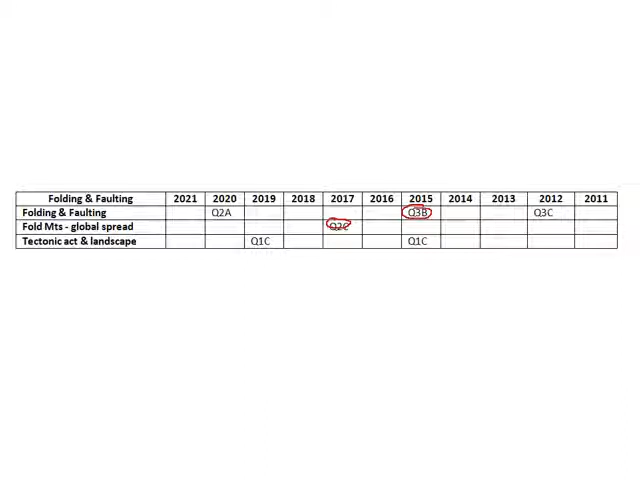 Folding & Faulting 2021 2020 2019 2018 2017 2016 2015 2014 2013 2012 2011
Folding & Faulting Q2A Q3B Q3C
Fold Mts - global spread Q2C
Tectonic act & landscape Q1C Q1C